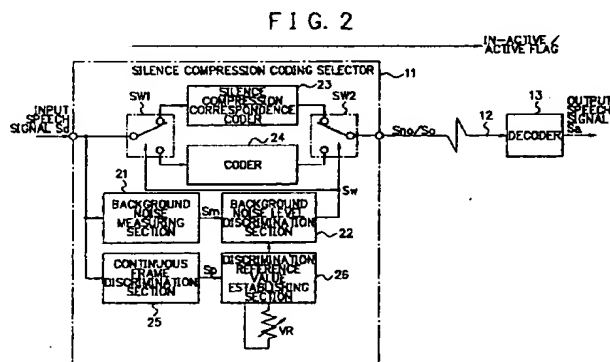 F I G. 2
IN-ACTIVE /
ACTIVE FLAG
SILENCE COMPRESSION CODING SELECTOR
11
23
INPUT
SPEECH
SIGNAL Sd
SW1
SILENCE
COMPRESSION
CORRESPONDENCE
CODER
SW2
24
CODER
Sno/So
12
13
DECODER
OUTPUT
SPEECH
SIGNAL
Sa
Sw
21
BACKGROUND
NOISE
MEASURING
SECTION
Sm
BACKGROUND
NOISE LEVEL
DISCRIMINATION
SECTION
22
CONTINUOUS
FRAME
DISCRIMINATION
SECTION
25
Sp
DISCRIMINATION
REFERENCE
VALUE
ESTABLISHING
SECTION
26
VR